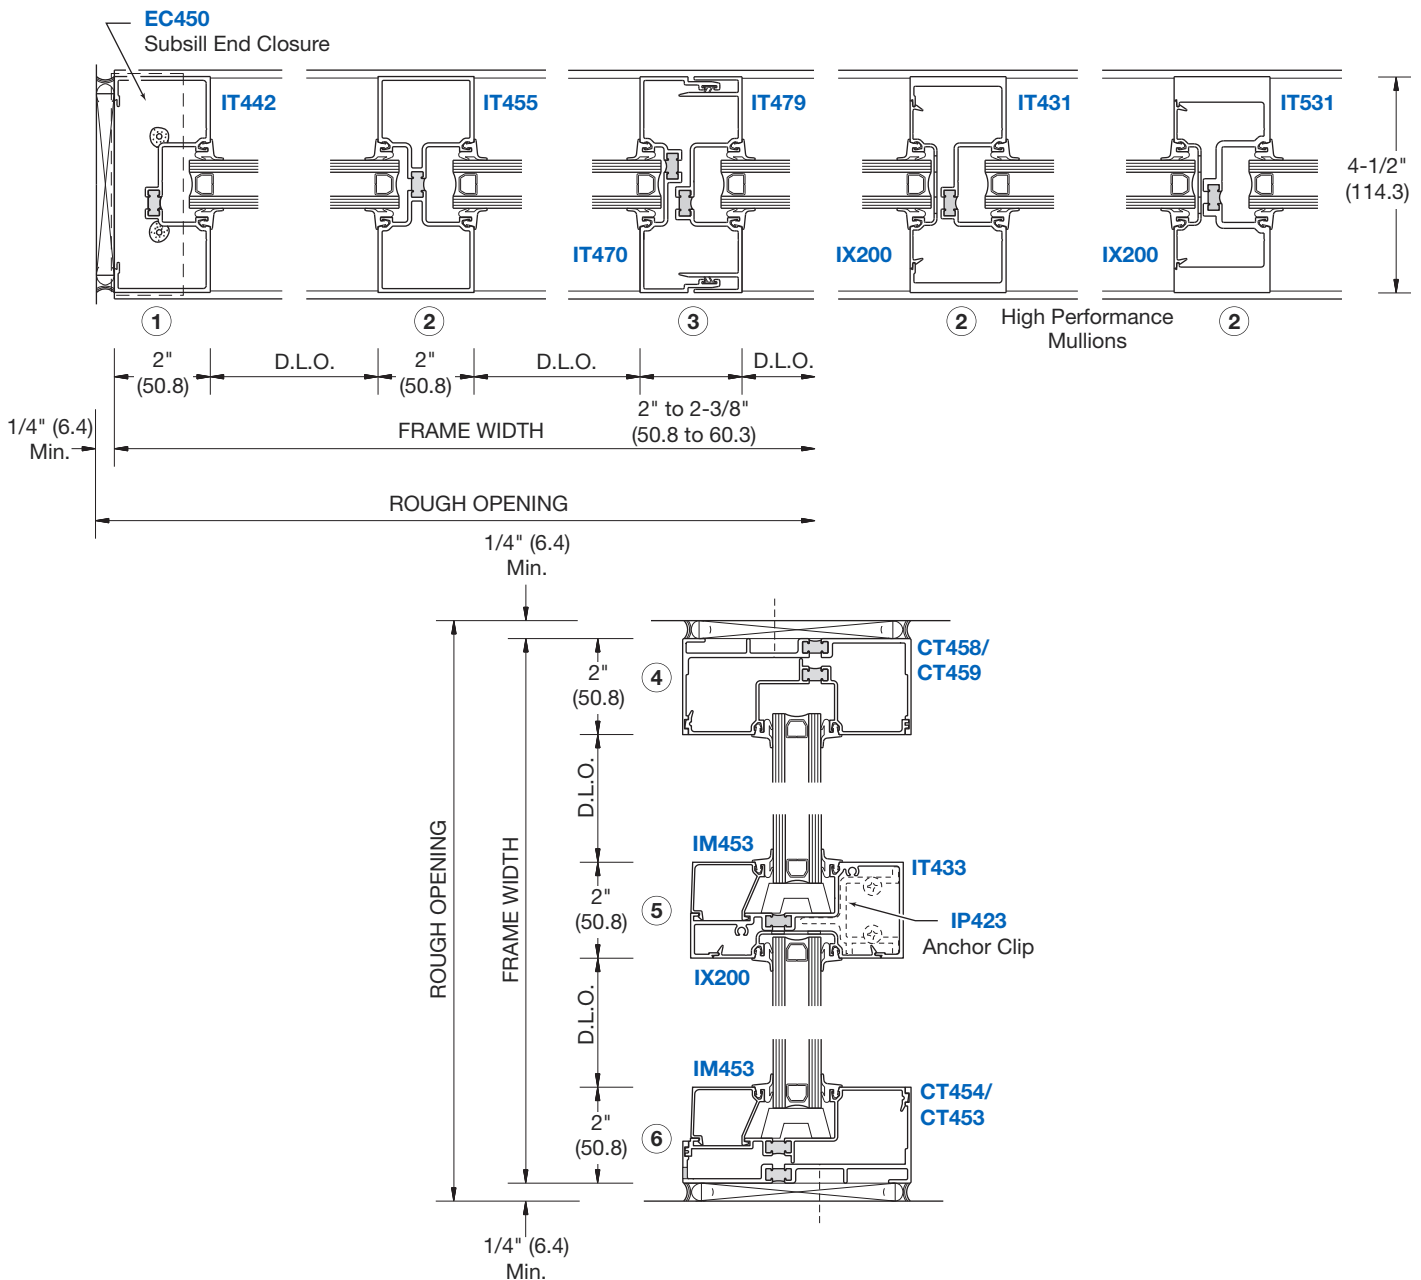 EC450
Subsill End Closure
IT442
IT455
IT479
IT431
IT531
4-1/2"
(114.3)
IT470
IX200
IX200
1
2
3
2
High Performance
Mullions
2
2"
(50.8)
D.L.O.
2"
(50.8)
D.L.O.
D.L.O.
2" to 2-3/8"
(50.8 to 60.3)
1/4" (6.4)
Min.
FRAME WIDTH
ROUGH OPENING
1/4" (6.4)
Min.
CT458/
CT459
4
2"
(50.8)
D.L.O.
ROUGH OPENING
FRAME WIDTH
IM453
IT433
5
2"
(50.8)
IP423
Anchor Clip
IX200
D.L.O.
IM453
CT454/
CT453
6
2"
(50.8)
1/4" (6.4)
Min.